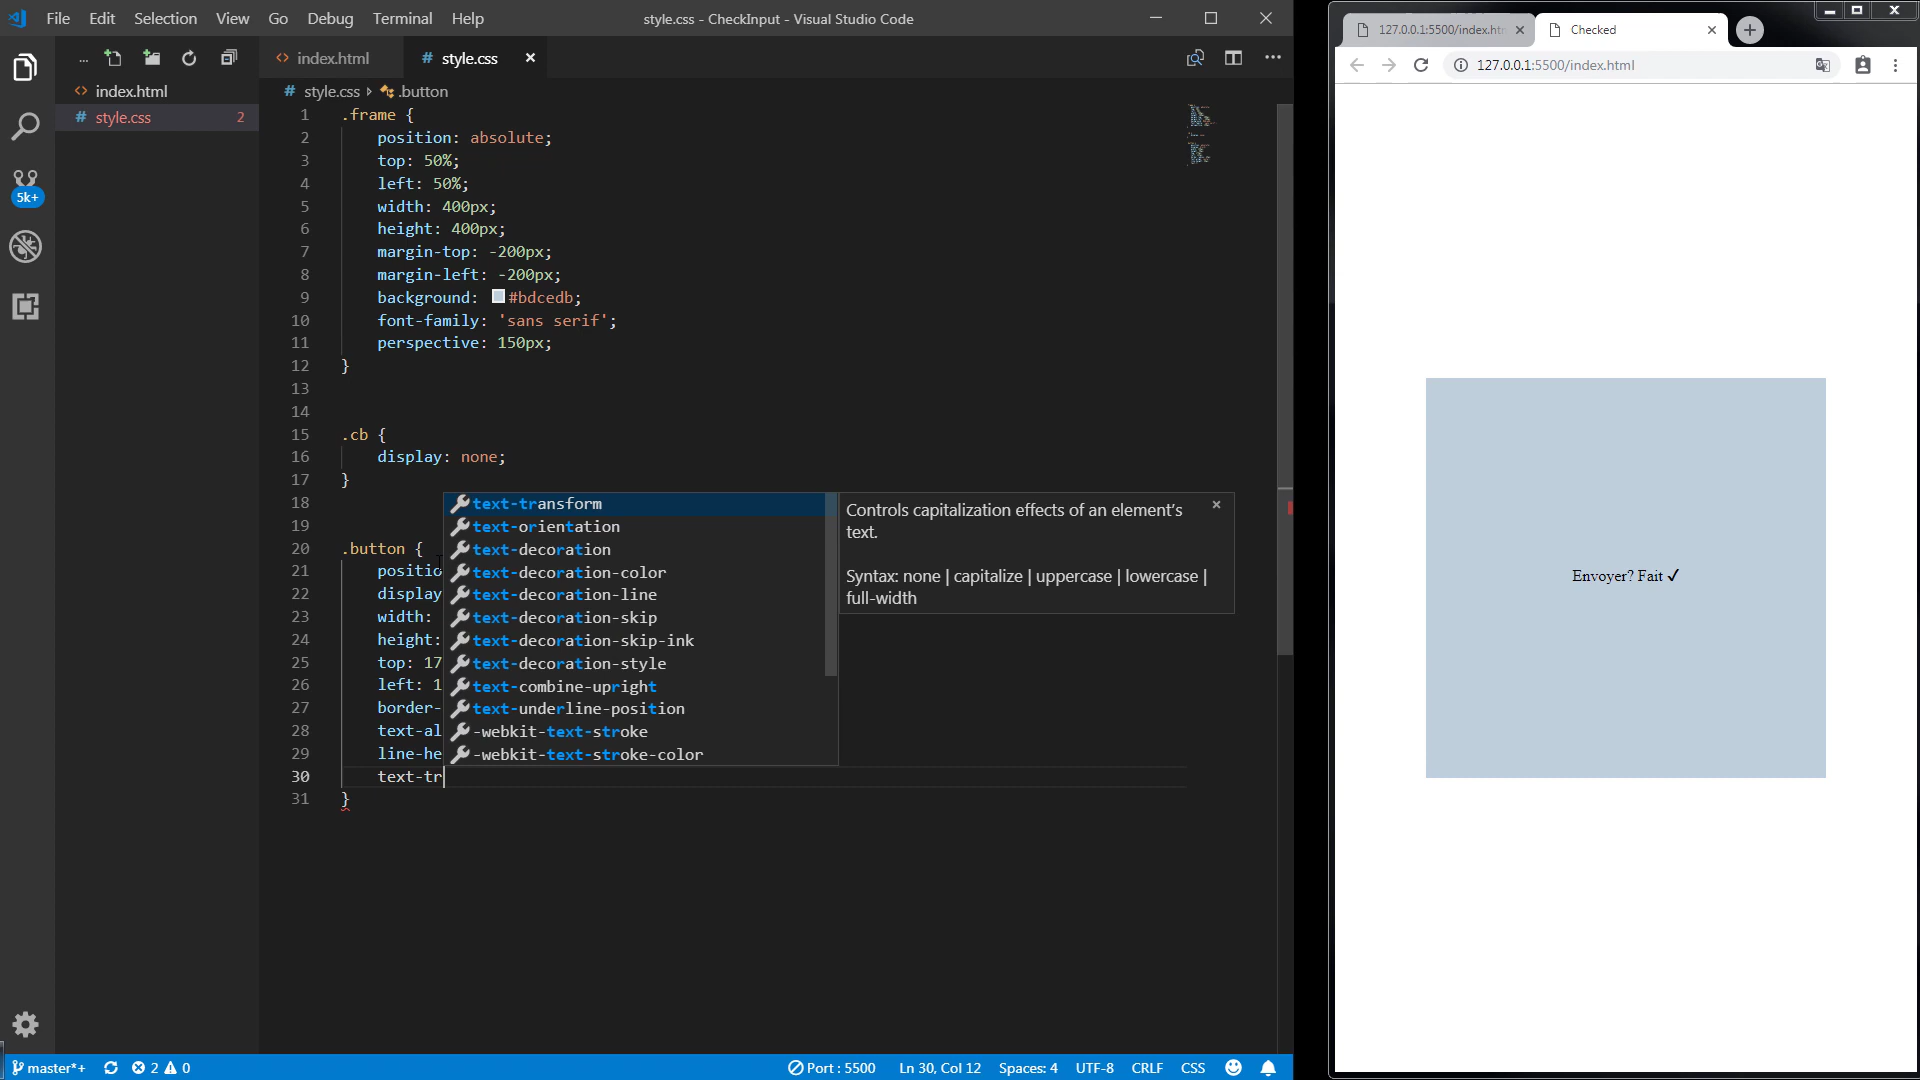 File Edit Selection View Go Debug Terminal Help
style.css - CheckInput - Visual Studio Code
...
index.html
style.css 2
5k+
index.html
style.css
style.css .button
1 .frame {
2 position: absolute;
3 top: 50%;
4 left: 50%;
5 width: 400px;
6 height: 400px;
7 margin-top: -200px;
8 margin-left: -200px;
9 background: #bdcedb;
10 font-family: 'sans serif';
11 perspective: 150px;
12 }
13
14
15 .cb {
16 display: none;
17 }
18
19
20 .button {
21 positio
22 display
23 width:
24 height:
25 top: 17
26 left: 1
27 border-
28 text-al
29 line-he
30 text-tr
31 }
text-transform
text-orientation
text-decoration
text-decoration-color
text-decoration-line
text-decoration-skip
text-decoration-skip-ink
text-decoration-style
text-combine-upright
text-underline-position
-webkit-text-stroke
-webkit-text-stroke-color
Controls capitalization effects of an element's
text.
Syntax: none | capitalize | uppercase | lowercase |
full-width
master*+ 2 0
Port : 5500 Ln 30, Col 12 Spaces: 4 UTF-8 CRLF CSS
127.0.0.1:5500/index.ht
Checked
127.0.0.1:5500/index.html
Envoyer? Fait ✓